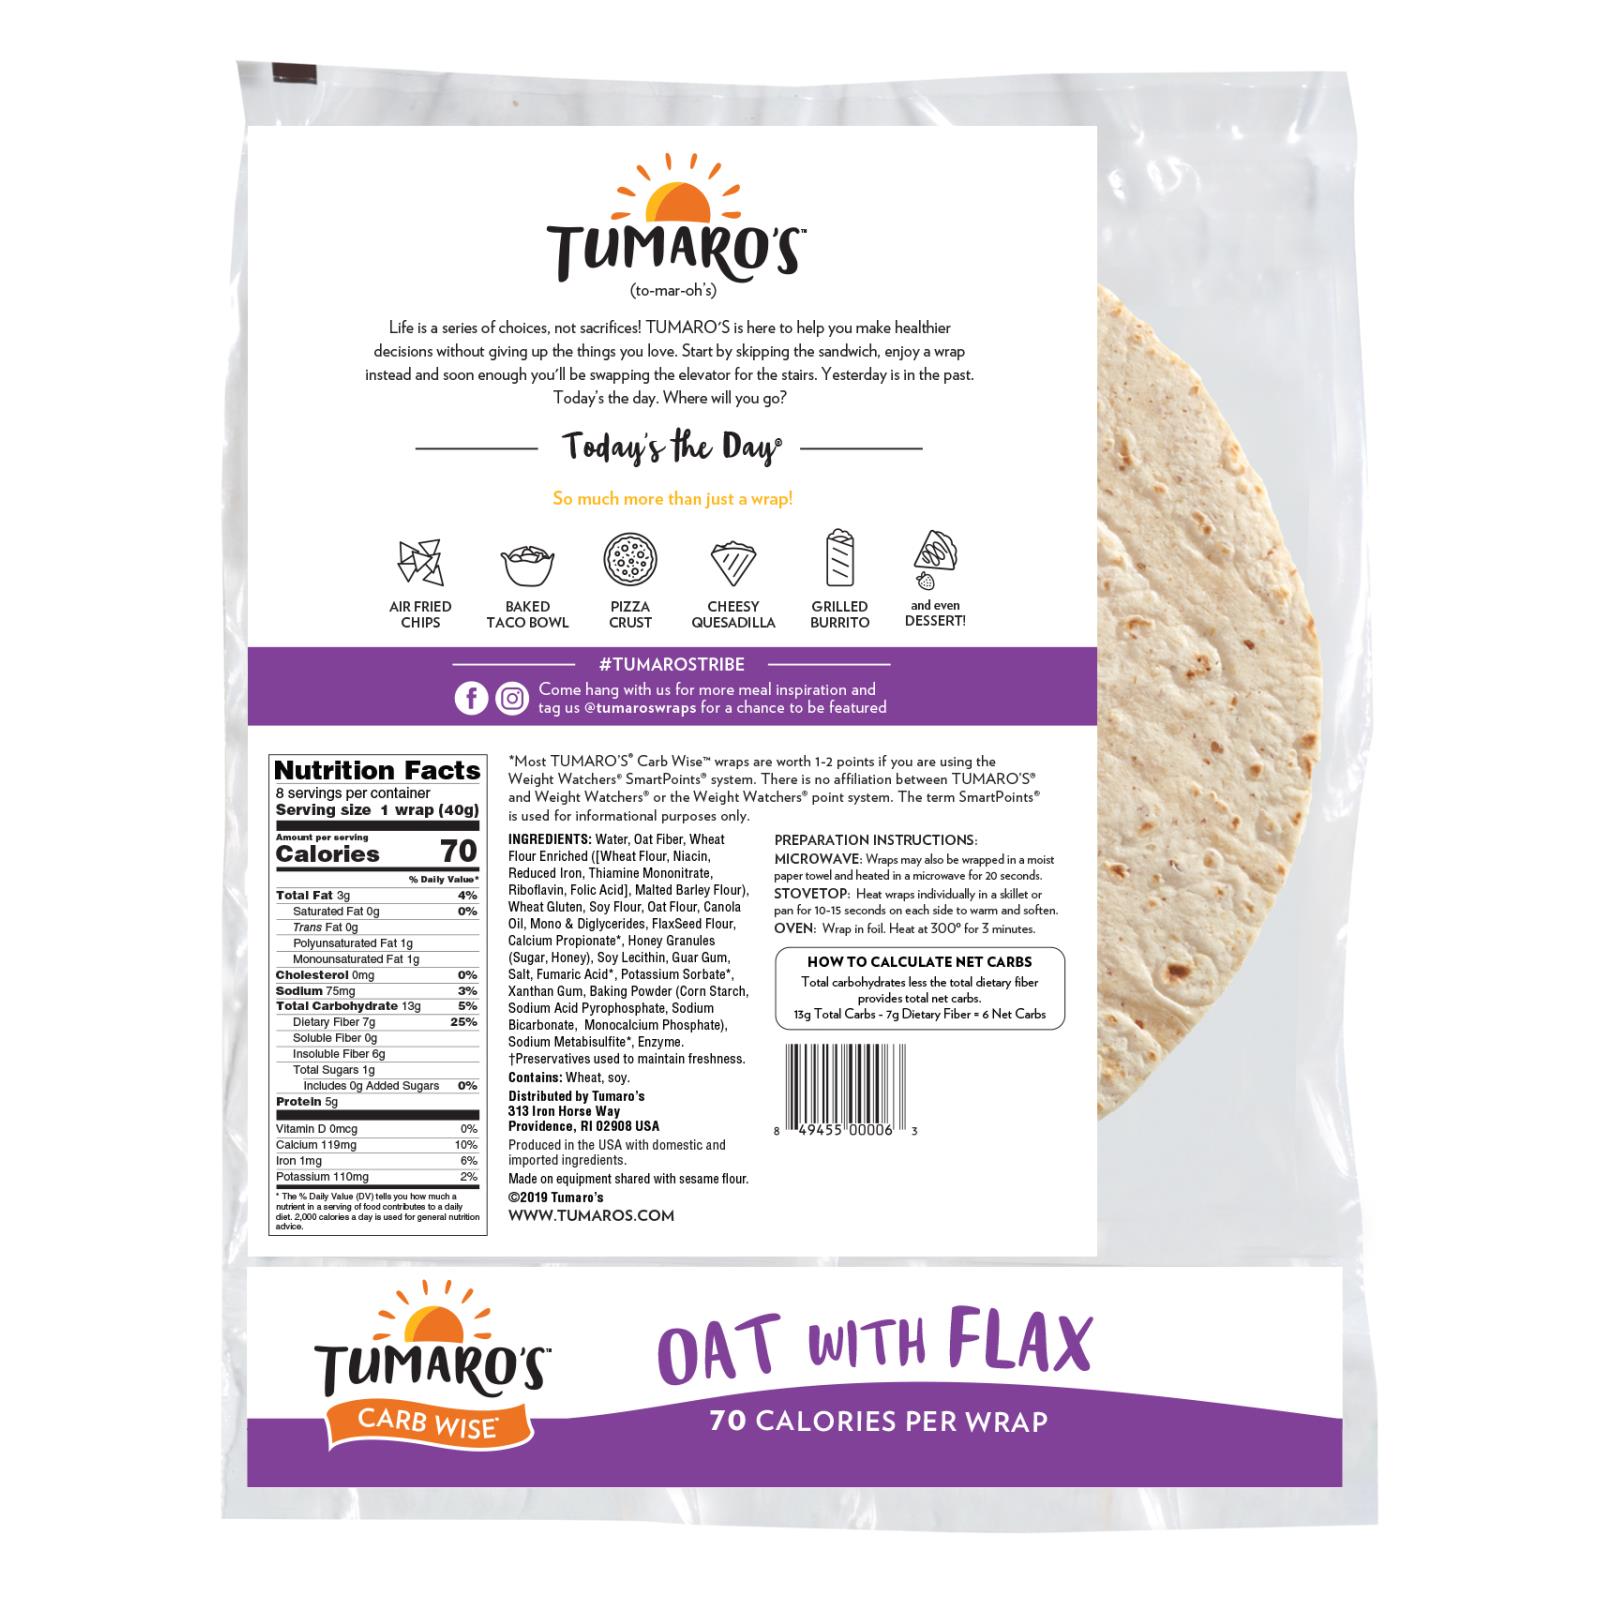 TUMARO'S™
(to-mar-oh's)
Life is a series of choices, not sacrifices! TUMARO'S is here to help you make healthier
decisions without giving up the things you love. Start by skipping the sandwich, enjoy a wrap
instead and soon enough you'll be swapping the elevator for the stairs. Yesterday is in the past.
Today's the day. Where will you go?
Today's the Day®
So much more than just a wrap!
AIR FRIED
CHIPS
BAKED
TACO BOWL
PIZZA
CRUST
CHEESY
QUESADILLA
GRILLED
BURRITO
and even
DESSERT!
#TUMAROSTRIBE
Come hang with us for more meal inspiration and
tag us @tumaroswraps for a chance to be featured
Nutrition Facts
8 servings per container
Serving size 1 wrap (40g)
Amount per serving
Calories 70
% Daily Value*
Total Fat 3g 4%
Saturated Fat 0g 0%
Trans Fat 0g
Polyunsaturated Fat 1g
Monounsaturated Fat 1g
Cholesterol 0mg 0%
Sodium 75mg 3%
Total Carbohydrate 13g 5%
Dietary Fiber 7g 25%
Soluble Fiber 0g
Insoluble Fiber 6g
Total Sugars 1g
Includes 0g Added Sugars 0%
Protein 5g
Vitamin D 0mcg 0%
Calcium 119mg 10%
Iron 1mg 6%
Potassium 110mg 2%
* The % Daily Value (DV) tells you how much a
nutrient in a serving of food contributes to a daily
diet. 2,000 calories a day is used for general nutrition
advice.
*Most TUMARO'S® Carb Wise™ wraps are worth 1-2 points if you are using the
Weight Watchers® SmartPoints® system. There is no affiliation between TUMARO'S®
and Weight Watchers® or the Weight Watchers® point system. The term SmartPoints®
is used for informational purposes only.
INGREDIENTS: Water, Oat Fiber, Wheat
Flour Enriched ([Wheat Flour, Niacin,
Reduced Iron, Thiamine Mononitrate,
Riboflavin, Folic Acid], Malted Barley Flour),
Wheat Gluten, Soy Flour, Oat Flour, Canola
Oil, Mono & Diglycerides, FlaxSeed Flour,
Calcium Propionate*, Honey Granules
(Sugar, Honey), Soy Lecithin, Guar Gum,
Salt, Fumaric Acid*, Potassium Sorbate*,
Xanthan Gum, Baking Powder (Corn Starch,
Sodium Acid Pyrophosphate, Sodium
Bicarbonate, Monocalcium Phosphate),
Sodium Metabisulfite*, Enzyme.
†Preservatives used to maintain freshness.
Contains: Wheat, soy.
Distributed by Tumaro's
313 Iron Horse Way
Providence, RI 02908 USA
Produced in the USA with domestic and
imported ingredients.
Made on equipment shared with sesame flour.
©2019 Tumaro's
WWW.TUMAROS.COM
PREPARATION INSTRUCTIONS:
MICROWAVE: Wraps may also be wrapped in a moist
paper towel and heated in a microwave for 20 seconds.
STOVETOP: Heat wraps individually in a skillet or
pan for 10-15 seconds on each side to warm and soften.
OVEN: Wrap in foil. Heat at 300° for 3 minutes.
HOW TO CALCULATE NET CARBS
Total carbohydrates less the total dietary fiber
provides total net carbs.
13g Total Carbs - 7g Dietary Fiber = 6 Net Carbs
8 49455 00006 3
TUMARO'S™
CARB WISE™
OAT WITH FLAX
70 CALORIES PER WRAP